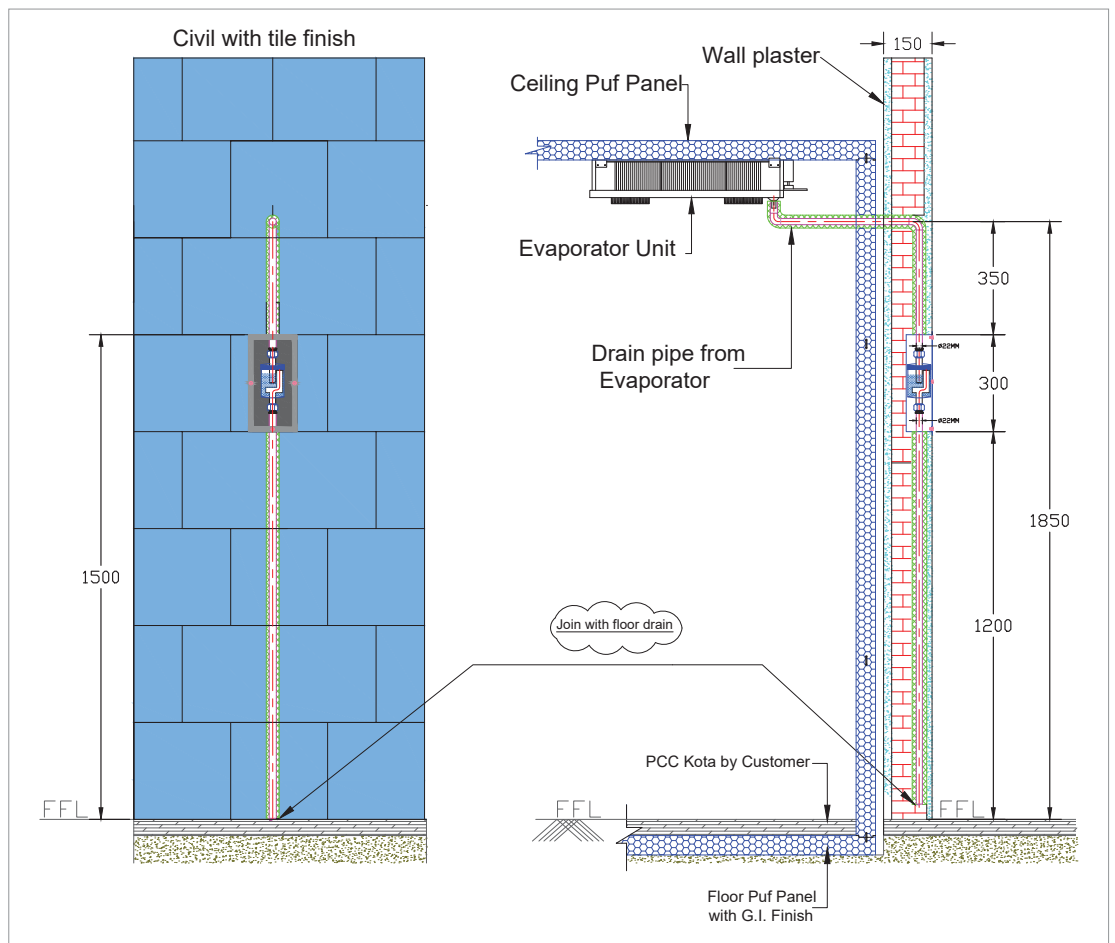 Civil with tile finish
150
Wall plaster
Ceiling Puf Panel
Evaporator Unit
350
Ø22MM
Drain pipe from
Evaporator
300
Ø22MM
1850
1500
Join with floor drain
1200
PCC Kota by Customer
FFL
FFL
FFL
Floor Puf Panel
with G.I. Finish